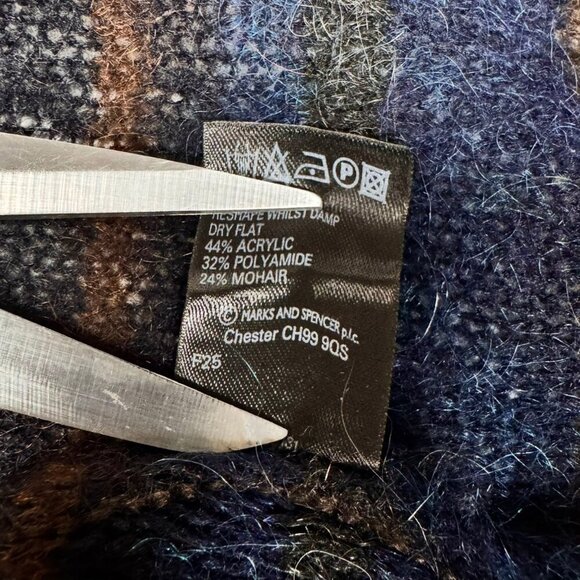 P
RESHAPE WHILST DAMP
DRY FLAT
44% ACRYLIC
32% POLYAMIDE
24% MOHAIR
© MARKS AND SPENCER p.l.c.
Chester CH99 9QS
P25